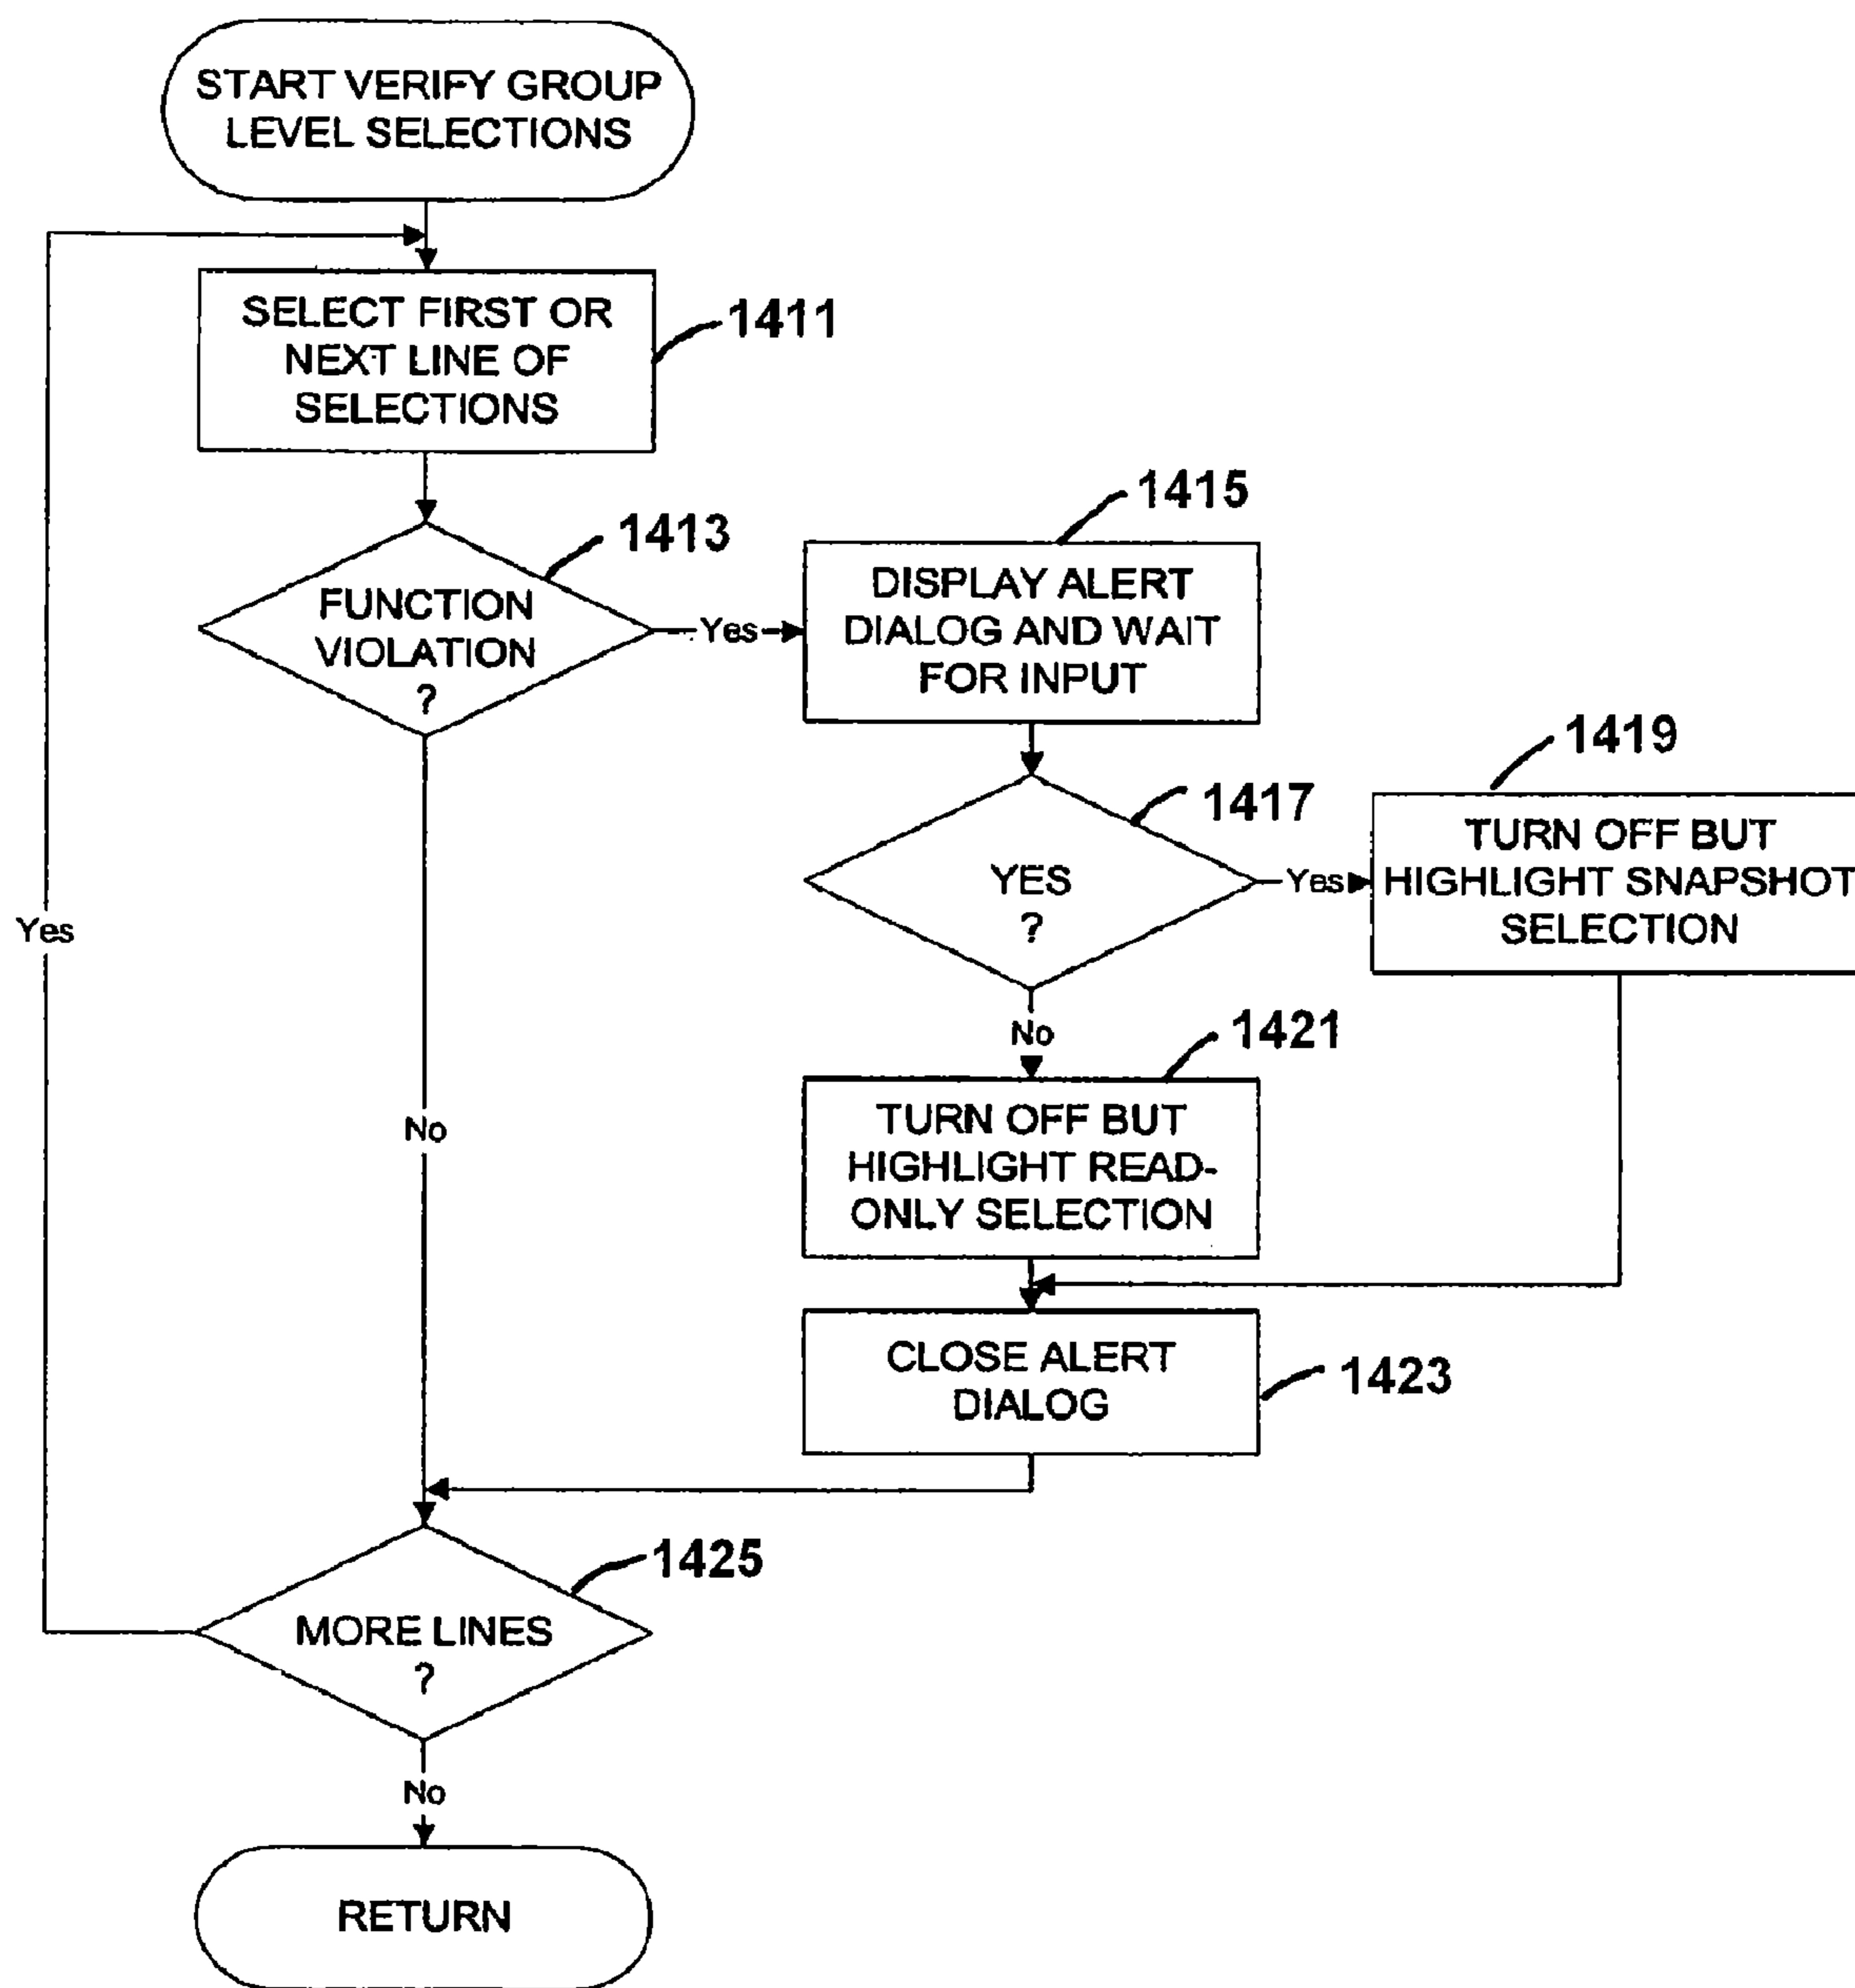 START VERIFY GROUP
LEVEL SELECTIONS
SELECT FIRST OR
NEXT LINE OF
SELECTIONS
1411
FUNCTION
VIOLATION
?
1413
Yes
DISPLAY ALERT
DIALOG AND WAIT
FOR INPUT
1415
YES
?
1417
Yes
TURN OFF BUT
HIGHLIGHT SNAPSHOT
SELECTION
1419
No
TURN OFF BUT
HIGHLIGHT READ-
ONLY SELECTION
1421
CLOSE ALERT
DIALOG
1423
No
Yes
MORE LINES
?
1425
No
RETURN